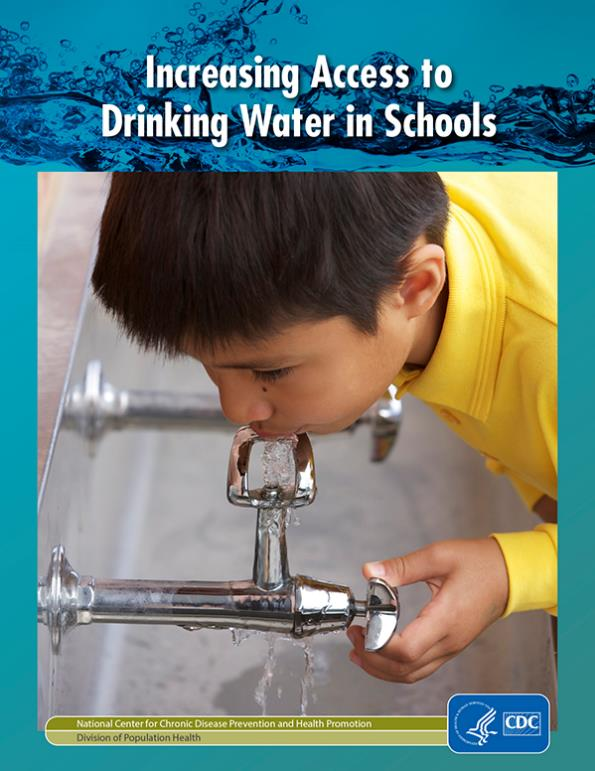 Increasing Access to
Drinking Water in Schools
National Center for Chronic Disease Prevention and Health Promotion
Division of Population Health
CDC